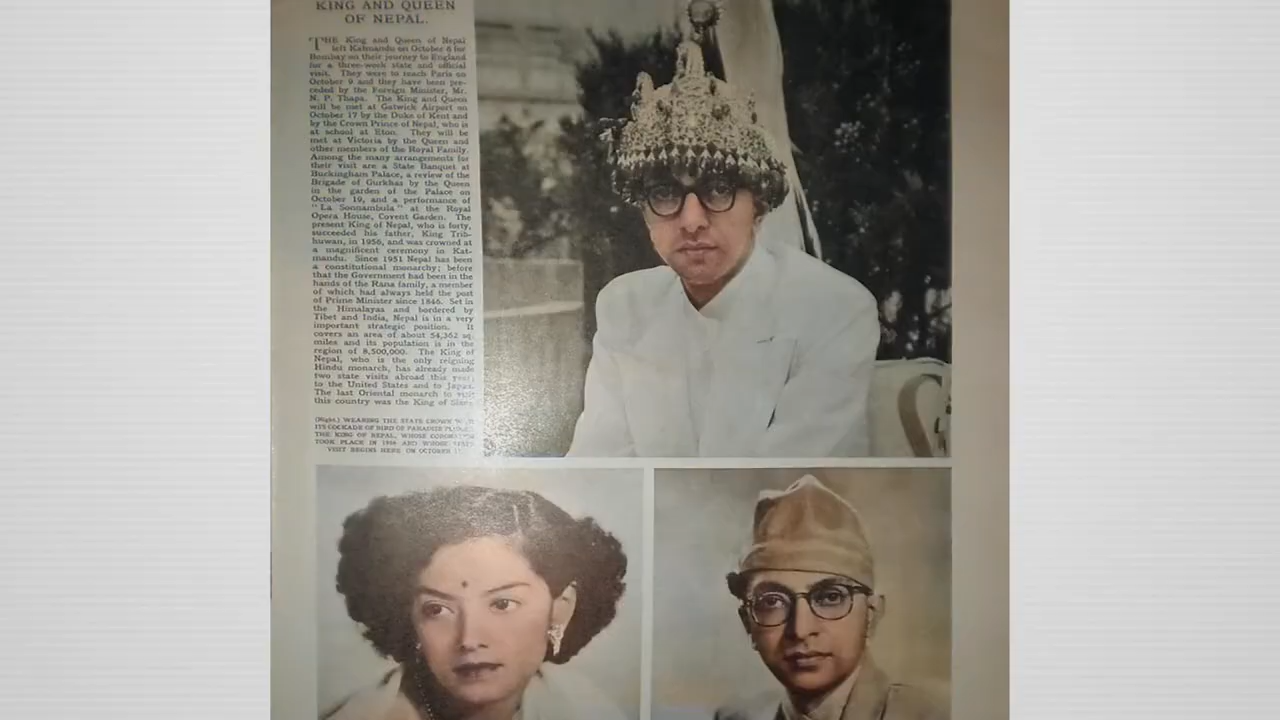 KING AND QUEEN
OF NEPAL.
THE King and Queen of Nepal
left Katmandu on October 6 for
Bombay on their journey to England
for a three-week state and official
visit. They were to reach Paris on
October 9 and they have been pre-
ceded by the Foreign Minister, Mr.
N. P. Thapa. The King and Queen
will be met at Gatwick Airport on
October 17 by the Duke of Kent and
by the Crown Prince of Nepal, who is
at school at Eton. They will be
met at Victoria by the Queen and
other members of the Royal Family.
Among the many arrangements for
their visit are a State Banquet at
Buckingham Palace, a review of the
Brigade of Gurkhas by the Queen
in the garden of the Palace on
October 19, and a performance of
"La Sonnambula" at the Royal
Opera House, Covent Garden. The
present King of Nepal, who is forty,
succeeded his father, King Trib-
huwan, in 1956, and was crowned at
a magnificent ceremony in Kat-
mandu. Since 1951 Nepal has been
a constitutional monarchy; before
that the Government had been in the
hands of the Rana family, a member
of which had always held the post
of Prime Minister since 1846. Set in
the Himalayas and bordered by
Tibet and India, Nepal is in a very
important strategic position. It
covers an area of about 54,362 sq.
miles and its population is in the
region of 8,500,000. The King of
Nepal, who is the only reigning
Hindu monarch, has already made
two state visits abroad this year,
to the United States and to Japan.
The last Oriental monarch to visit
this country was the King of
(Right.) WEARING THE STATE CROWN
ITS COCKADE OF BIRD OF PARADISE
THE KING OF NEPAL, WHOSE
TOOK PLACE IN 1956 AND WHOSE
VISIT BEGINS HERE ON OCTOBER